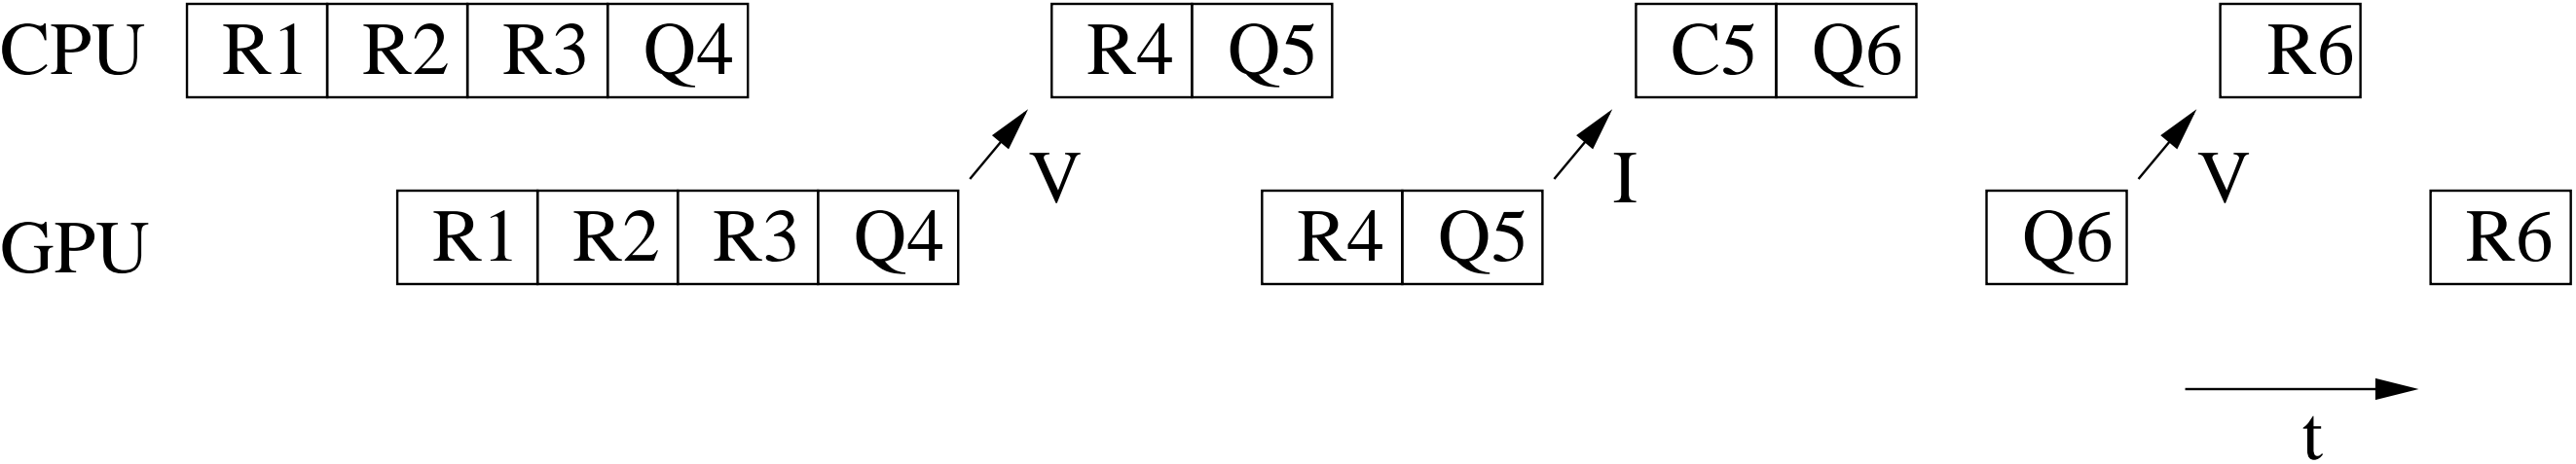 CPU R1 R2 R3 Q4 R4 Q5 C5 Q6 R6
V I V
GPU R1 R2 R3 Q4 R4 Q5 Q6 R6
t